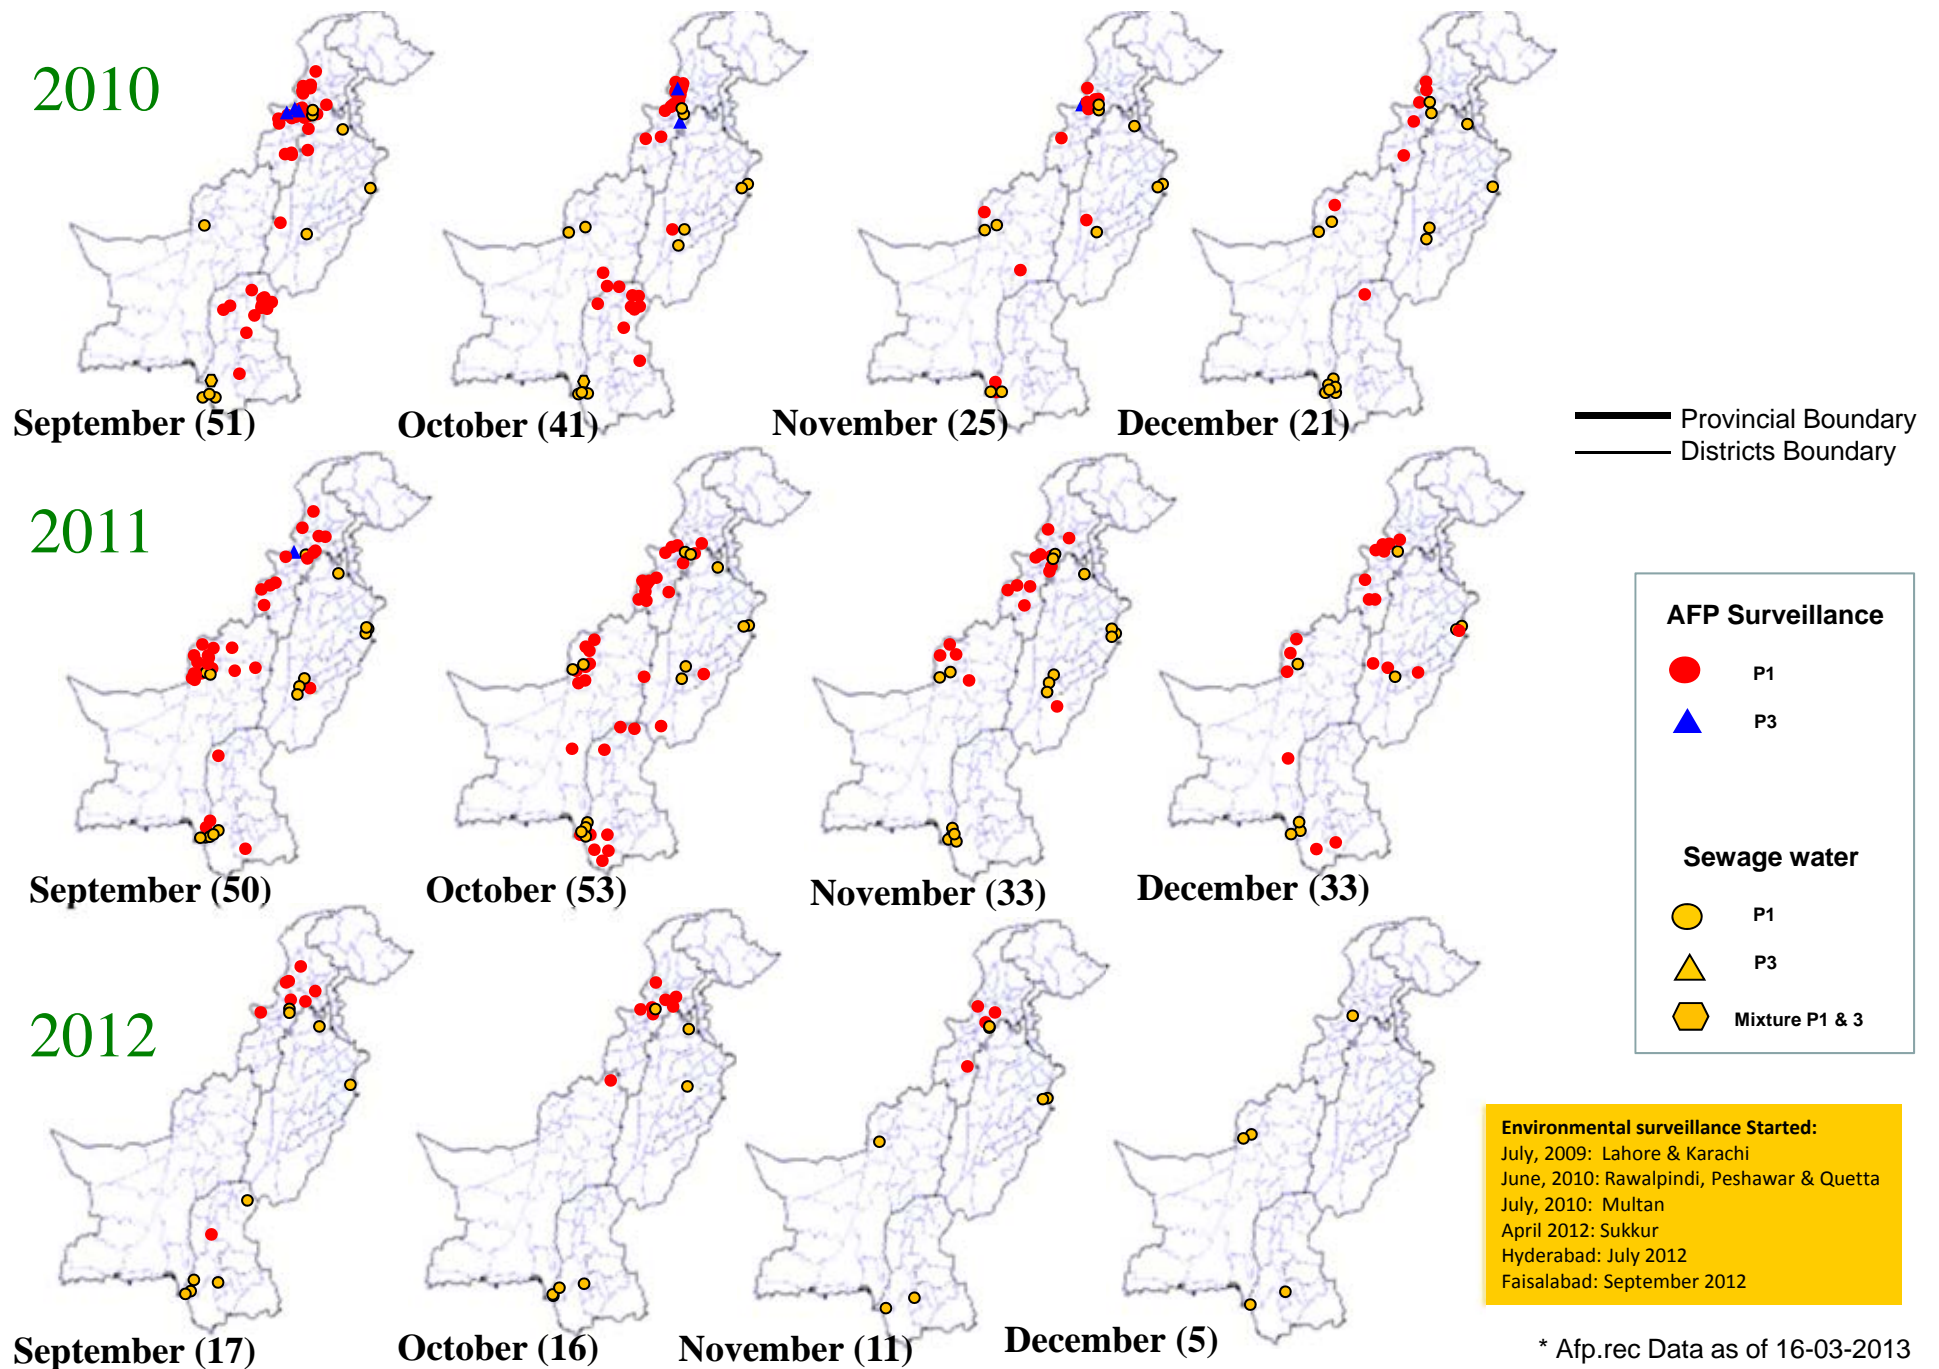 2010
September (51)
October (41)
November (25)
December (21)
Provincial Boundary
Districts Boundary
2011
September (50)
October (53)
November (33)
December (33)
AFP Surveillance
P1
P3
Sewage water
P1
P3
Mixture P1 & 3
2012
September (17)
October (16)
November (11)
December (5)
Environmental surveillance Started:
July, 2009: Lahore & Karachi
June, 2010: Rawalpindi, Peshawar & Quetta
July, 2010: Multan
April 2012: Sukkur
Hyderabad: July 2012
Faisalabad: September 2012
* Afp.rec Data as of 16-03-2013